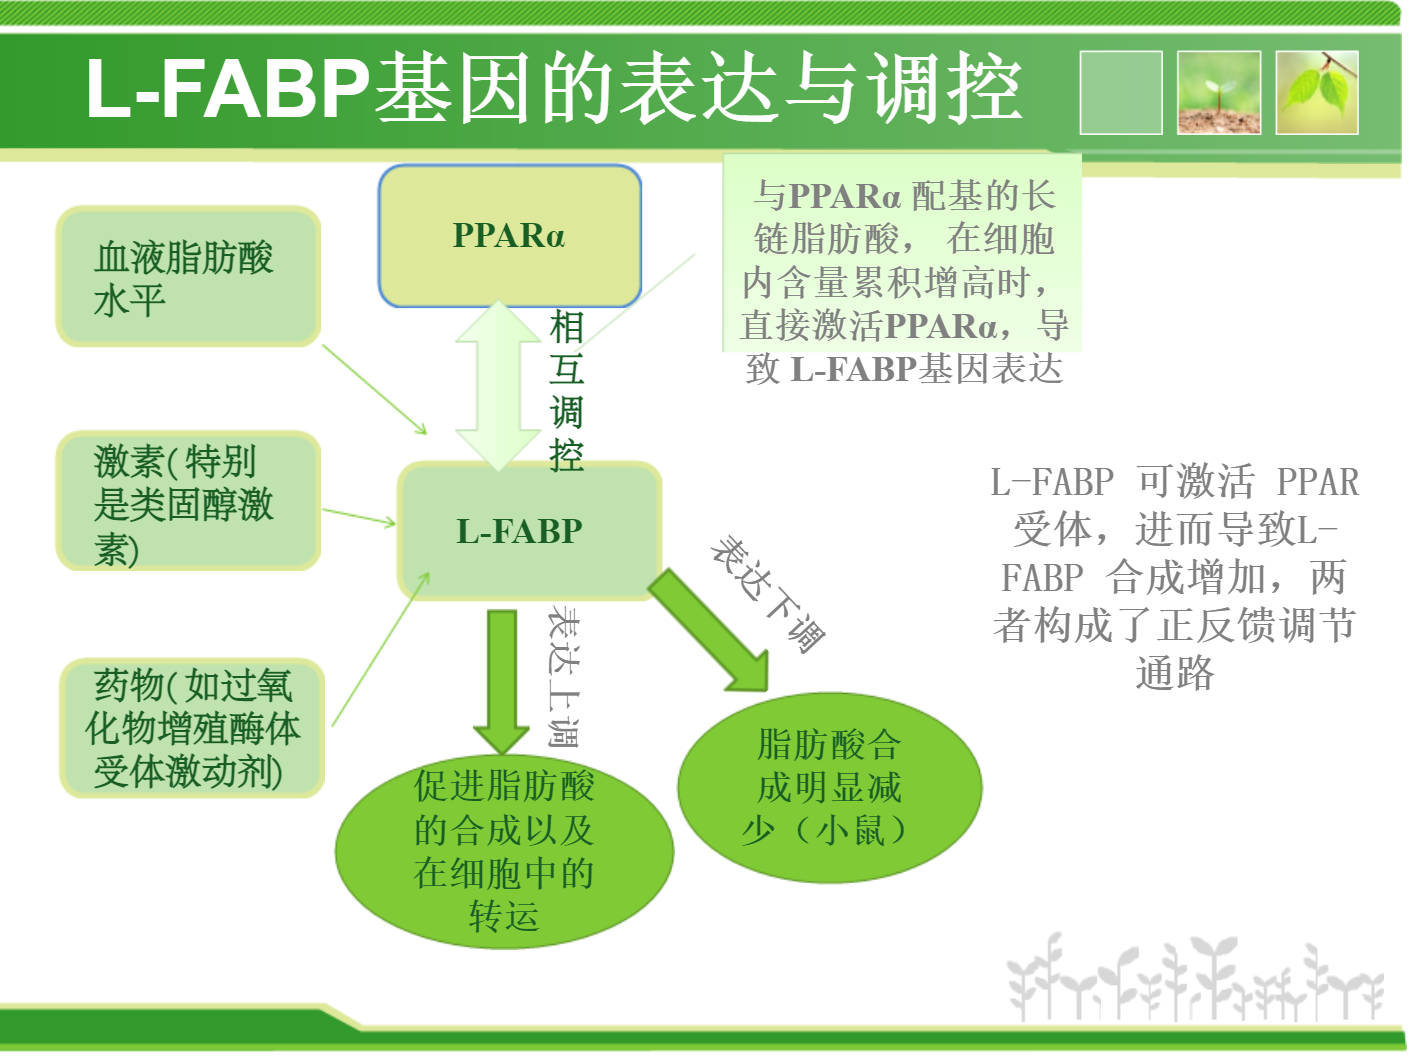 L-FABP基因的表达与调控
PPARα
与PPARα 配基的长
链脂肪酸， 在细胞
内含量累积增高时，
直接激活PPARα，导
致 L-FABP基因表达
血液脂肪酸
水平
相
互
调
控
激素(特别
是类固醇激
素)
L-FABP
L-FABP 可激活 PPAR
受体，进而导致L-
FABP 合成增加，两
者构成了正反馈调节
通路
表达下调
表达上调
药物(如过氧
化物增殖酶体
受体激动剂)
脂肪酸合
成明显减
少（小鼠）
促进脂肪酸
的合成以及
在细胞中的
转运